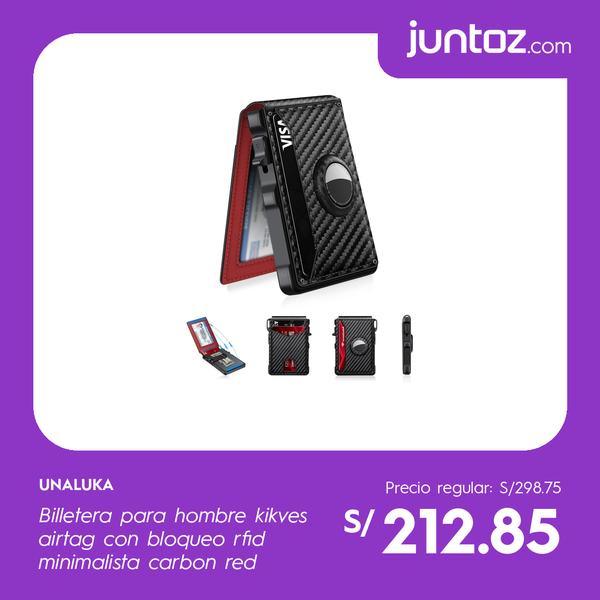 juntoz.com
VISA
UNALUKA
Billetera para hombre kikves
airtag con bloqueo rfid
minimalista carbon red
Precio regular: S/298.75
S/ 212.85